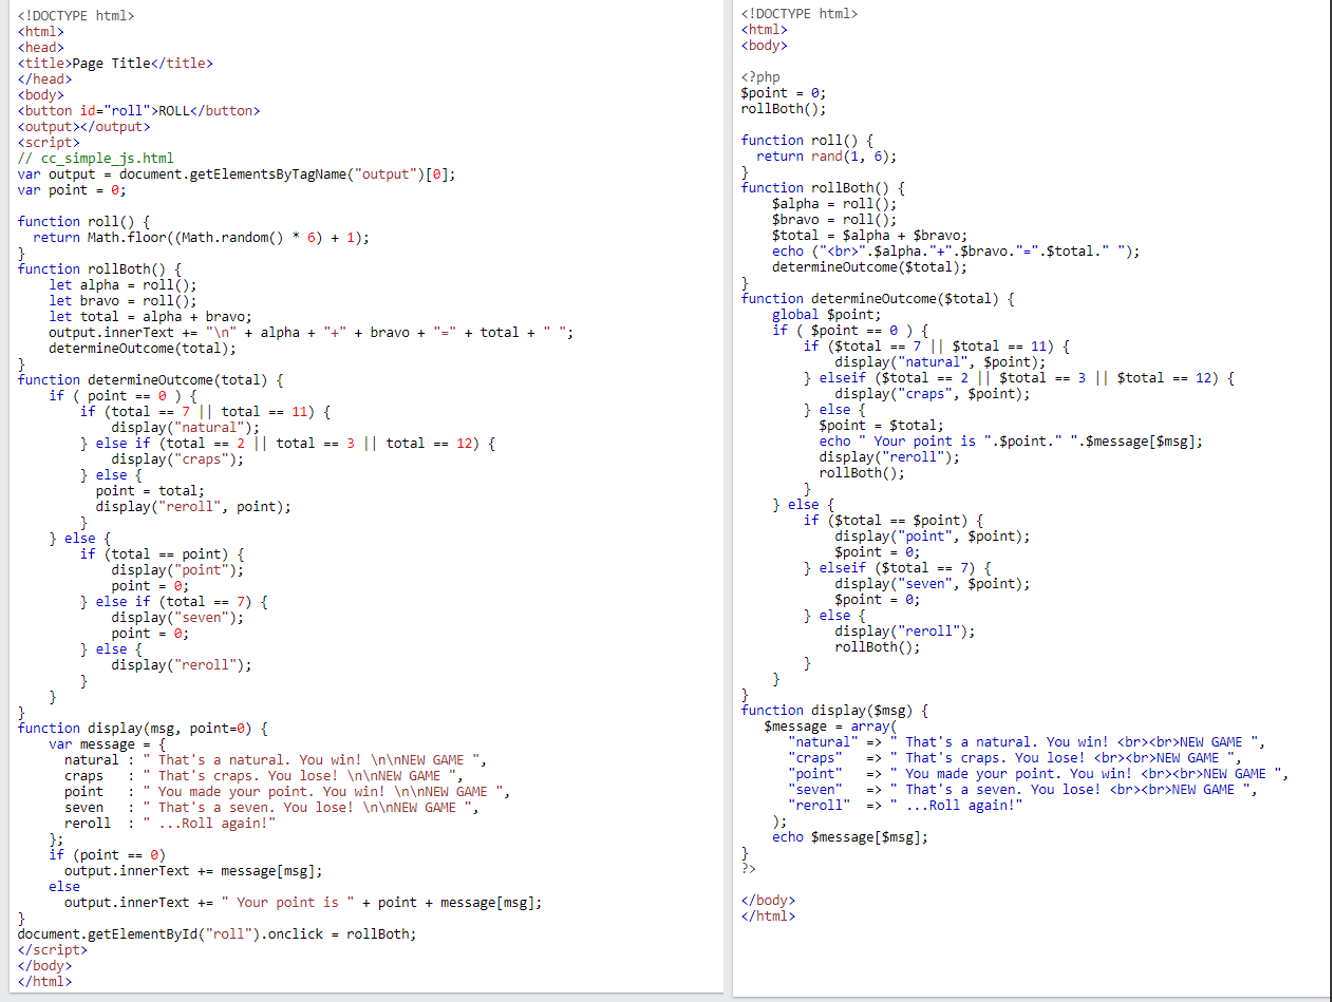 <!DOCTYPE html>
<html>
<head>
<title>Page Title</title>
</head>
<body>
<button id="roll">ROLL</button>
<output></output>
<script>
// cc_simple_js.html
var output = document.getElementsByTagName("output")[0];
var point = 0;

function roll() {
  return Math.floor((Math.random() * 6) + 1);
}
function rollBoth() {
    let alpha = roll();
    let bravo = roll();
    let total = alpha + bravo;
    output.innerText += "\n" + alpha + "+" + bravo + "=" + total + " ";
    determineOutcome(total);
}
function determineOutcome(total) {
    if ( point == 0 ) {
        if (total == 7 || total == 11) {
            display("natural");
        } else if (total == 2 || total == 3 || total == 12) {
            display("craps");
        } else {
          point = total;
          display("reroll", point);
        }
    } else {
        if (total == point) {
            display("point");
            point = 0;
        } else if (total == 7) {
            display("seven");
            point = 0;
        } else {
            display("reroll");
        }
    }
}
function display(msg, point=0) {
    var message = {
      natural : " That's a natural. You win! \n\nNEW GAME ",
      craps   : " That's craps. You lose! \n\nNEW GAME ",
      point   : " You made your point. You win! \n\nNEW GAME ",
      seven   : " That's a seven. You lose! \n\nNEW GAME ",
      reroll  : " ...Roll again!"
    };
    if (point == 0)
      output.innerText += message[msg];
    else
      output.innerText += " Your point is " + point + message[msg];
}
document.getElementById("roll").onclick = rollBoth;
</script>
</body>
</html>
<!DOCTYPE html>
<html>
<body>

<?php
$point = 0;
rollBoth();

function roll() {
  return rand(1, 6);
}
function rollBoth() {
    $alpha = roll();
    $bravo = roll();
    $total = $alpha + $bravo;
    echo ("<br>".$alpha."+".$bravo."=".$total." ");
    determineOutcome($total);
}
function determineOutcome($total) {
    global $point;
    if ( $point == 0 ) {
        if ($total == 7 || $total == 11) {
            display("natural", $point);
        } elseif ($total == 2 || $total == 3 || $total == 12) {
            display("craps", $point);
        } else {
          $point = $total;
          echo " Your point is ".$point." ".$message[$msg];
          display("reroll");
          rollBoth();
        }
    } else {
        if ($total == $point) {
            display("point", $point);
            $point = 0;
        } elseif ($total == 7) {
            display("seven", $point);
            $point = 0;
        } else {
            display("reroll");
            rollBoth();
        }
    }
}
function display($msg) {
   $message = array(
      "natural" => " That's a natural. You win! <br><br>NEW GAME ",
      "craps"   => " That's craps. You lose! <br><br>NEW GAME ",
      "point"   => " You made your point. You win! <br><br>NEW GAME ",
      "seven"   => " That's a seven. You lose! <br><br>NEW GAME ",
      "reroll"  => " ...Roll again!"
    );
    echo $message[$msg];
}
?>

</body>
</html>